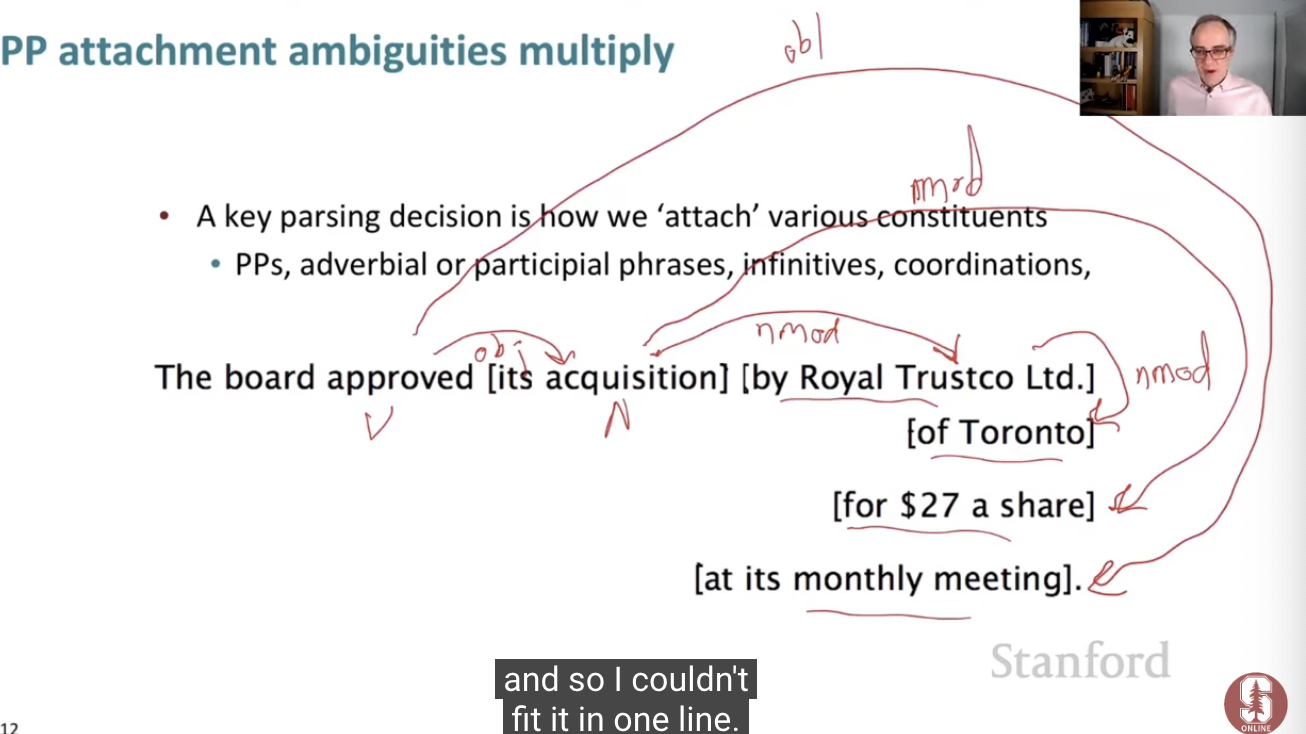 PP attachment ambiguities multiply
obl
nmod
• A key parsing decision is how we ‘attach’ various constituents
• PPs, adverbial or participial phrases, infinitives, coordinations,
obj
nmod
The board approved [its acquisition] [by Royal Trustco Ltd.]
nmod
V
N
[of Toronto]
[for $27 a share]
[at its monthly meeting].
Stanford
and so I couldn't
fit it in one line.
S
ONLINE
12